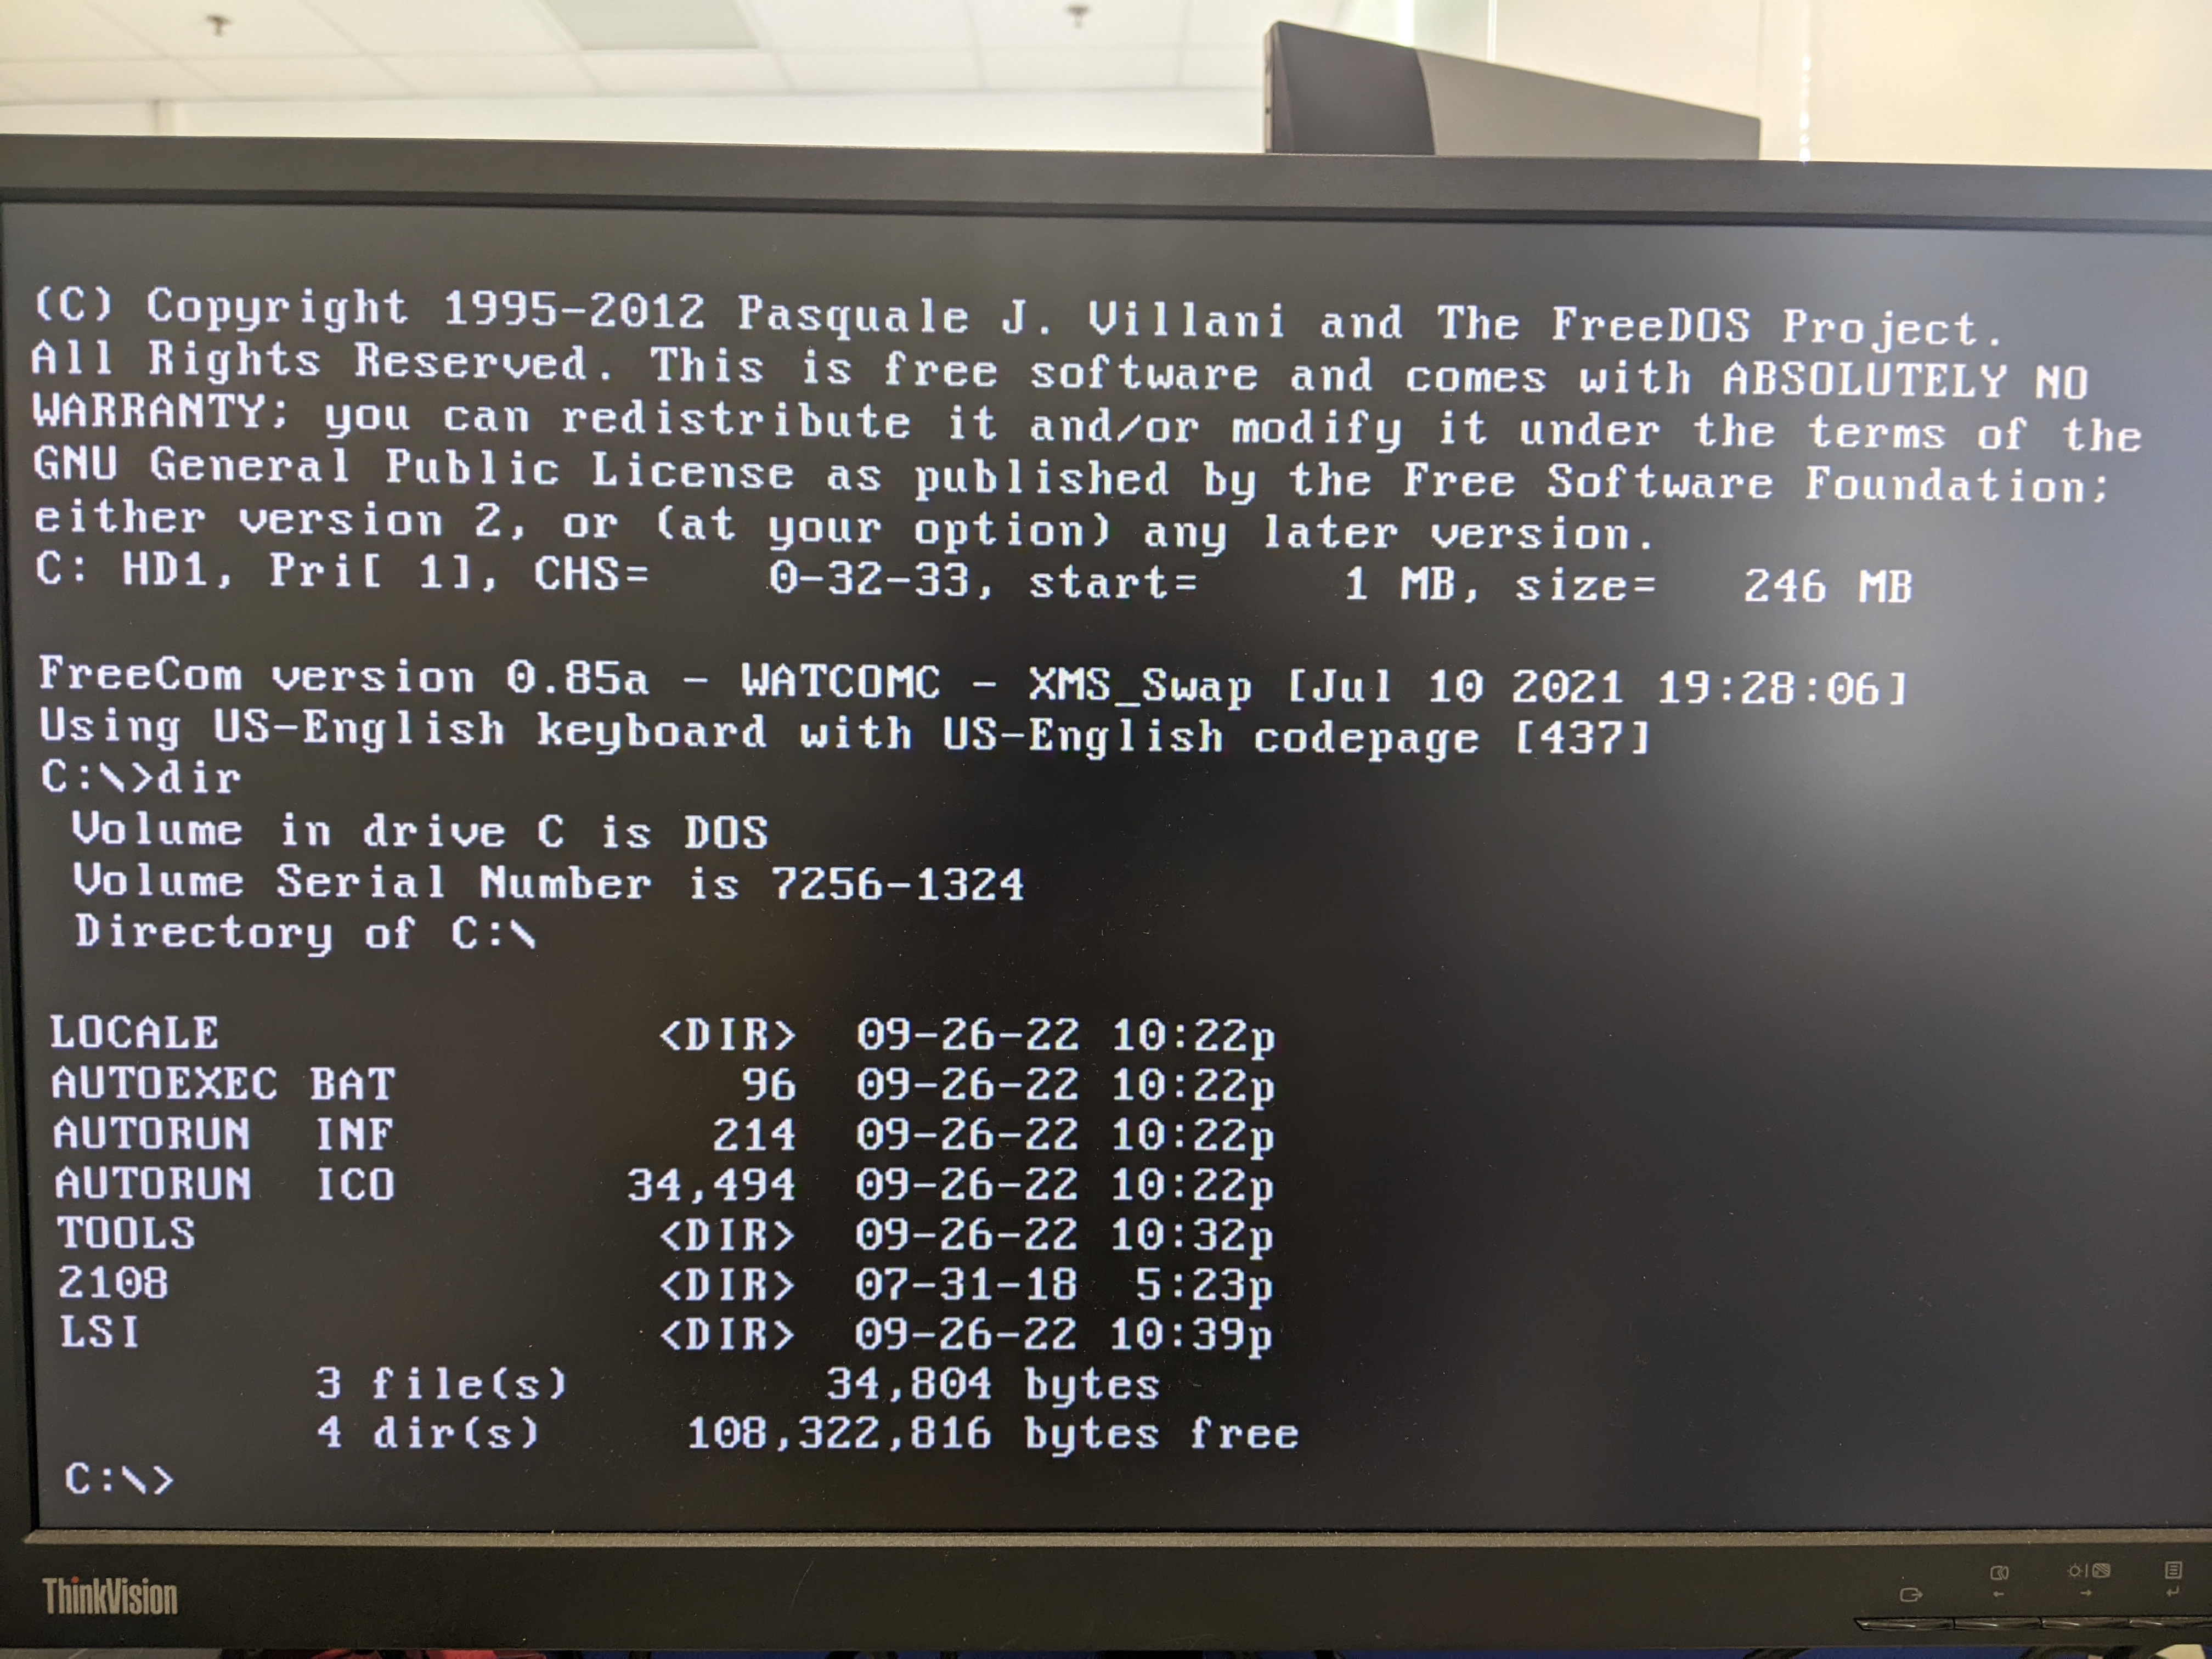 (C) Copyright 1995-2012 Pasquale J. Villani and The FreeDOS Project.
All Rights Reserved. This is free software and comes with ABSOLUTELY NO
WARRANTY; you can redistribute it and/or modify it under the terms of the
GNU General Public License as published by the Free Software Foundation;
either version 2, or (at your option) any later version.
C: HD1, Pri[ 1], CHS=    0-32-33, start=     1 MB, size=   246 MB
FreeCom version 0.85a - WATCOMC - XMS_Swap [Jul 10 2021 19:28:06]
Using US-English keyboard with US-English codepage [437]
C:\>dir
Volume in drive C is DOS
Volume Serial Number is 7256-1324
Directory of C:\
LOCALE <DIR> 09-26-22 10:22p
AUTOEXEC BAT 96 09-26-22 10:22p
AUTORUN INF 214 09-26-22 10:22p
AUTORUN ICO 34,494 09-26-22 10:22p
TOOLS <DIR> 09-26-22 10:32p
2108 <DIR> 07-31-18 5:23p
LSI <DIR> 09-26-22 10:39p
3 file(s) 34,804 bytes
4 dir(s) 108,322,816 bytes free
C:\>
ThinkVision